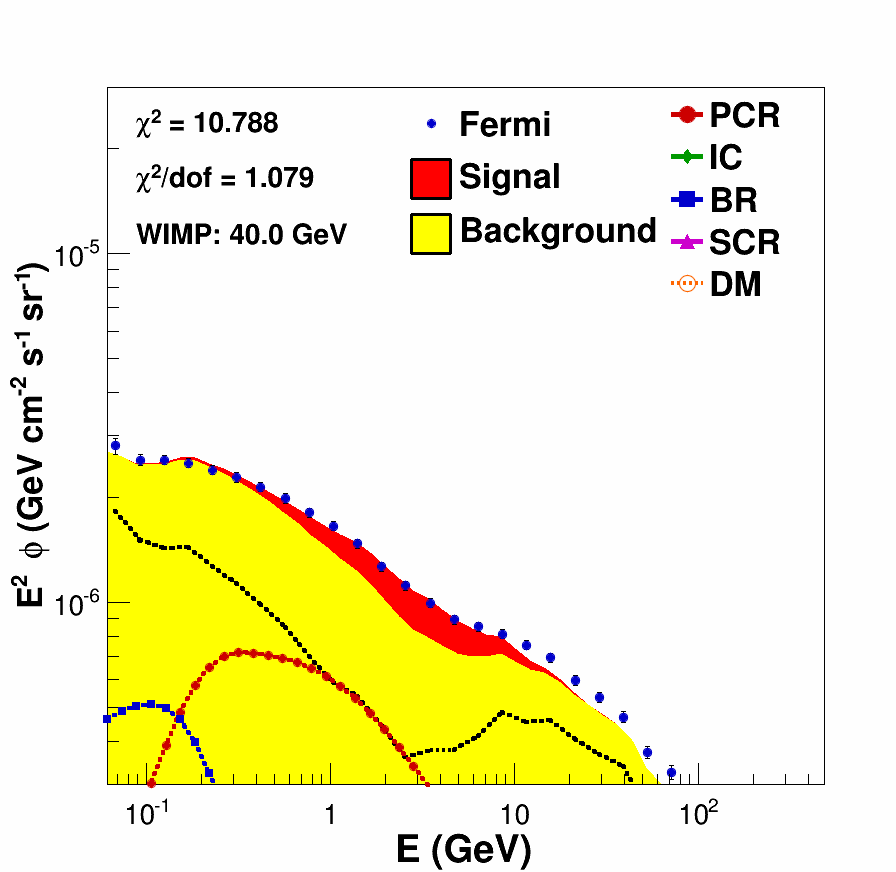 χ² = 10.788
χ²/dof = 1.079
WIMP: 40.0 GeV
Fermi
Signal
Background
PCR
IC
BR
SCR
DM
E² ϕ (GeV cm⁻² s⁻¹ sr⁻¹)
10⁻⁵
10⁻⁶
10⁻¹
1
10
10²
E (GeV)